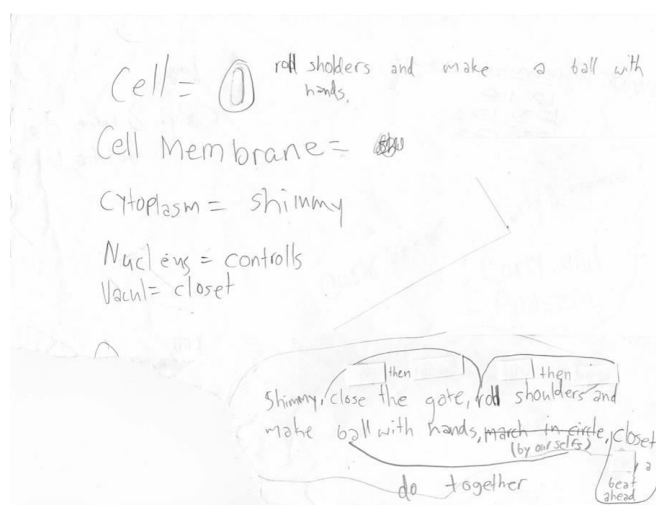 Cell = roll sholders and make a ball with
hands.
Cell Membrane =
Cytoplasm = shimmy
Nucleus = controlls
Vacul = closet
then then
Shimmy, close the gate, roll shoulders and
make ball with hands, march in circle, closet
(by our selfs) a
beat
ahead
do together